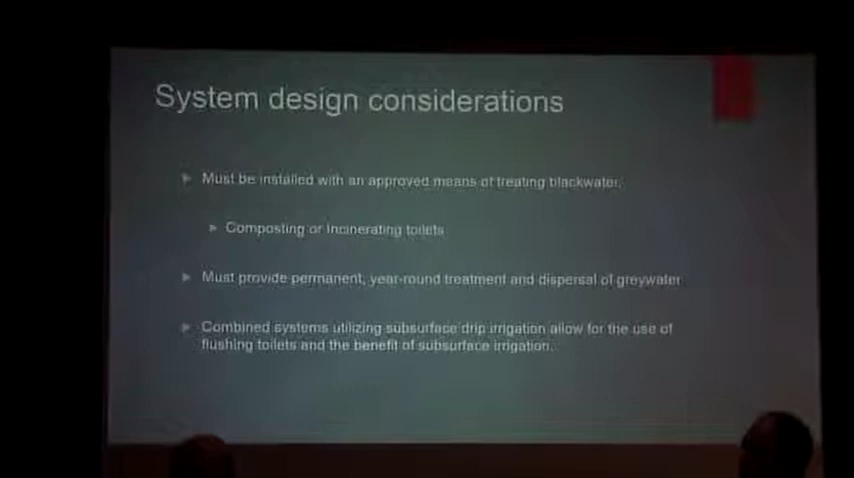 System design considerations
Must be installed with an approved means of treating blackwater.
Composting or Incinerating toilets
Must provide permanent, year-round treatment and dispersal of greywater
Combined systems utilizing subsurface drip irrigation allow for the use of
flushing toilets and the benefit of subsurface irrigation.